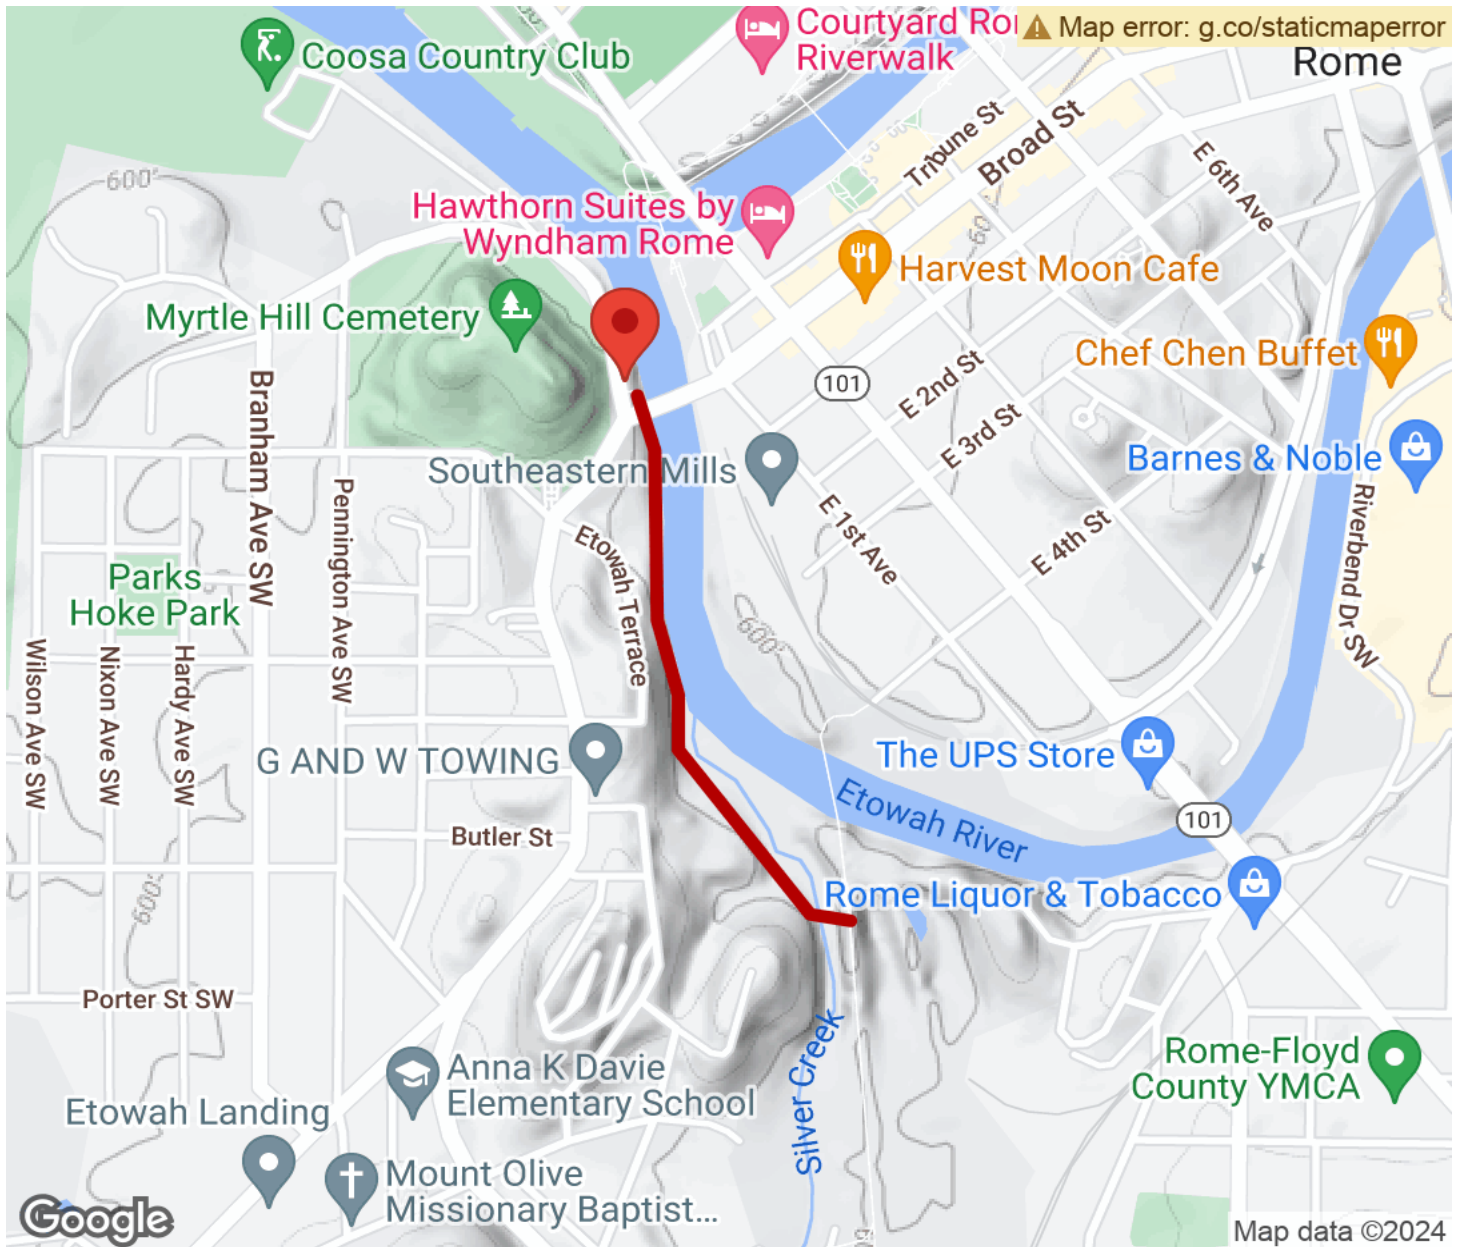 Coosa Country Club
Courtyard Ro
Riverwalk
Map error: g.co/staticmaperror
Rome
Tribune St
Broad St
E 6th Ave
600'
Hawthorn Suites by
Wyndham Rome
60
Harvest Moon Cafe
Myrtle Hill Cemetery
Chef Chen Buffet
101
E 2nd St
E 3rd St
Branham Ave SW
Southeastern Mills
Barnes & Noble
Pennington Ave SW
E 1st Ave
E 4th St
Riverbend Dr SW
Etowah Terrace
Parks
Hoke Park
600'
Wilson Ave SW
Nixon Ave SW
Hardy Ave SW
G AND W TOWING
The UPS Store
Etowah River
101
Butler St
600'
Rome Liquor & Tobacco
Porter St SW
Silver Creek
Anna K Davie
Elementary School
Rome-Floyd
County YMCA
Etowah Landing
Mount Olive
Missionary Baptist...
Google
Map data ©2024